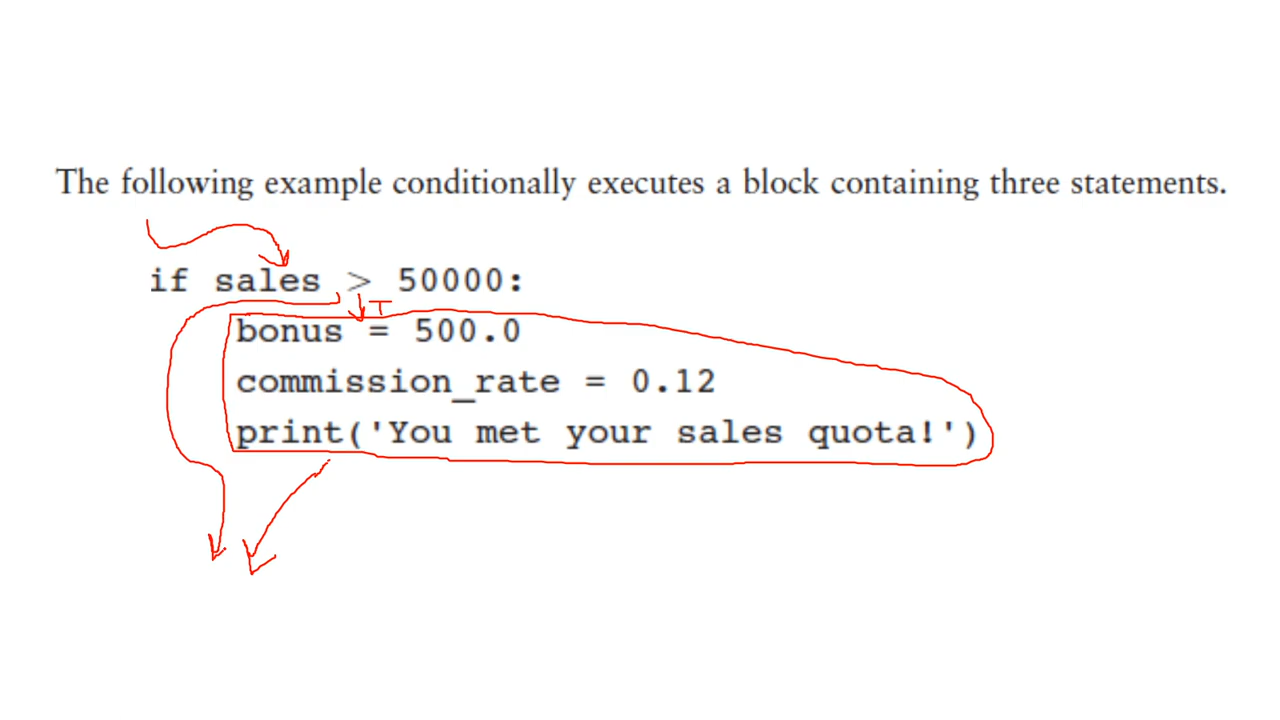 The following example conditionally executes a block containing three statements.
if sales > 50000:
T
bonus = 500.0
commission_rate = 0.12
print('You met your sales quota!')